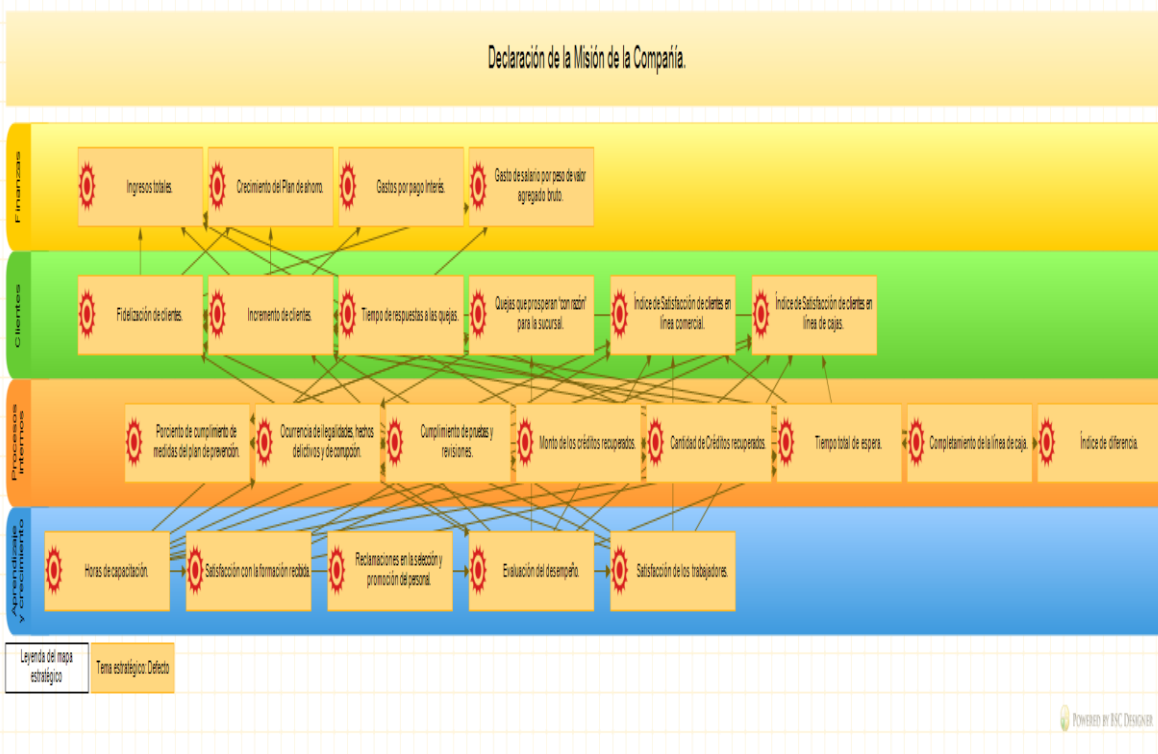 Declaración de la Misión de la Compañía.
Finanzas
Ingresos totales.
Crecimiento del Plan de ahorro.
Gastos por pago Interés.
Gasto de salario por peso de valor
agregado bruto.
Clientes
Fidelización de clientes.
Incremento de clientes.
Tiempo de respuestas a las quejas.
Quejas que prosperan "con razón"
para la sucursal.
Índice de Satisfacción de clientes en
línea comercial.
Índice de Satisfacción de clientes en
línea de cajas.
Procesos
internos
Porciento de cumplimiento de
medidas del plan de prevención.
Ocurrencia de ilegalidades, hechos
delictivos y de corrupción.
Cumplimiento de pruebas y
revisiones.
Monto de los créditos recuperados.
Cantidad de Créditos recuperados.
Tiempo total de espera.
Completamiento de la línea de caja.
Índice de diferencia.
Aprendizaje
y crecimiento
Horas de capacitación.
Satisfacción con la formación recibida.
Reclamaciones en la selección y
promoción del personal.
Evaluación del desempeño.
Satisfacción de los trabajadores.
Leyenda del mapa
estratégico
Tema estratégico: Defecto
POWERED BY BSC DESIGNER